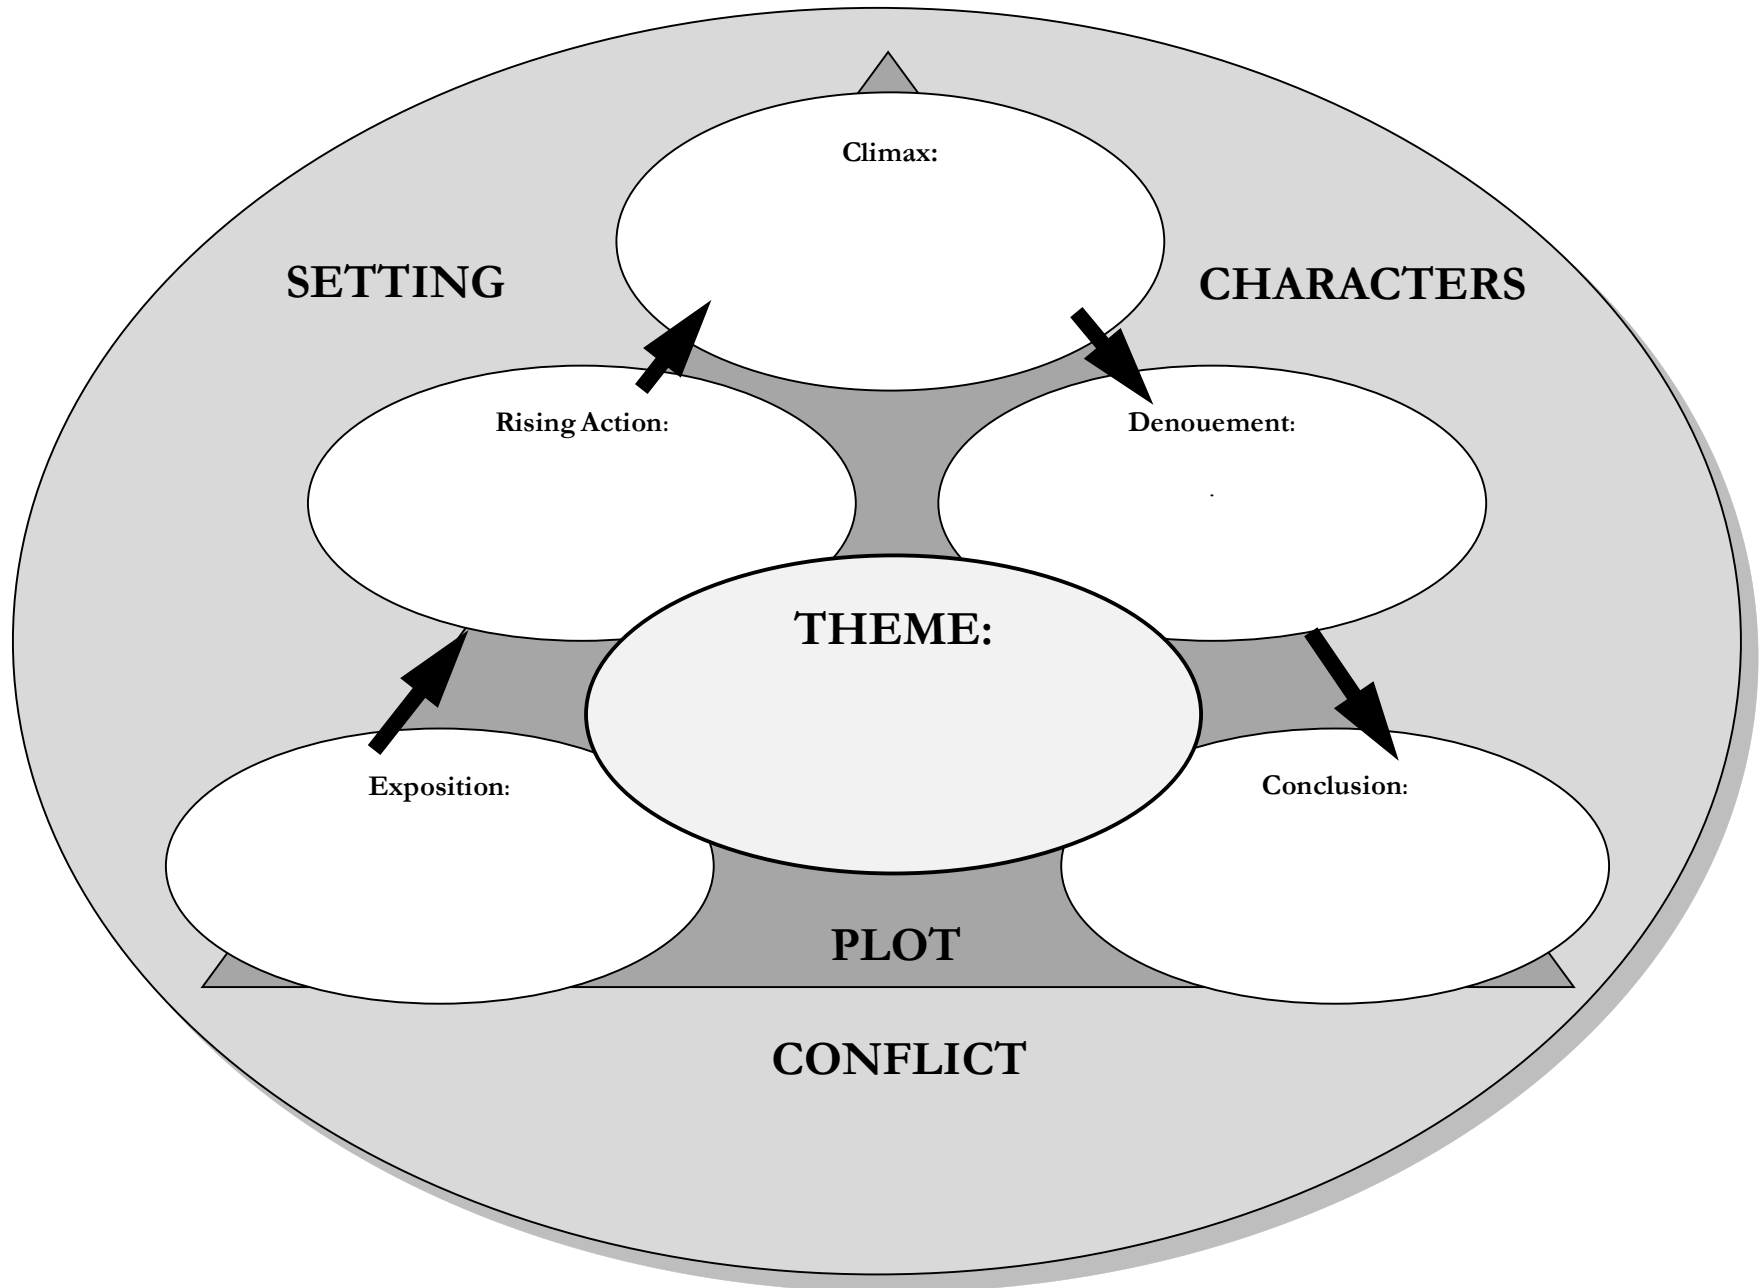 Climax:
SETTING
CHARACTERS
Rising Action:
Denouement:
.
THEME:
Exposition:
Conclusion:
PLOT
CONFLICT